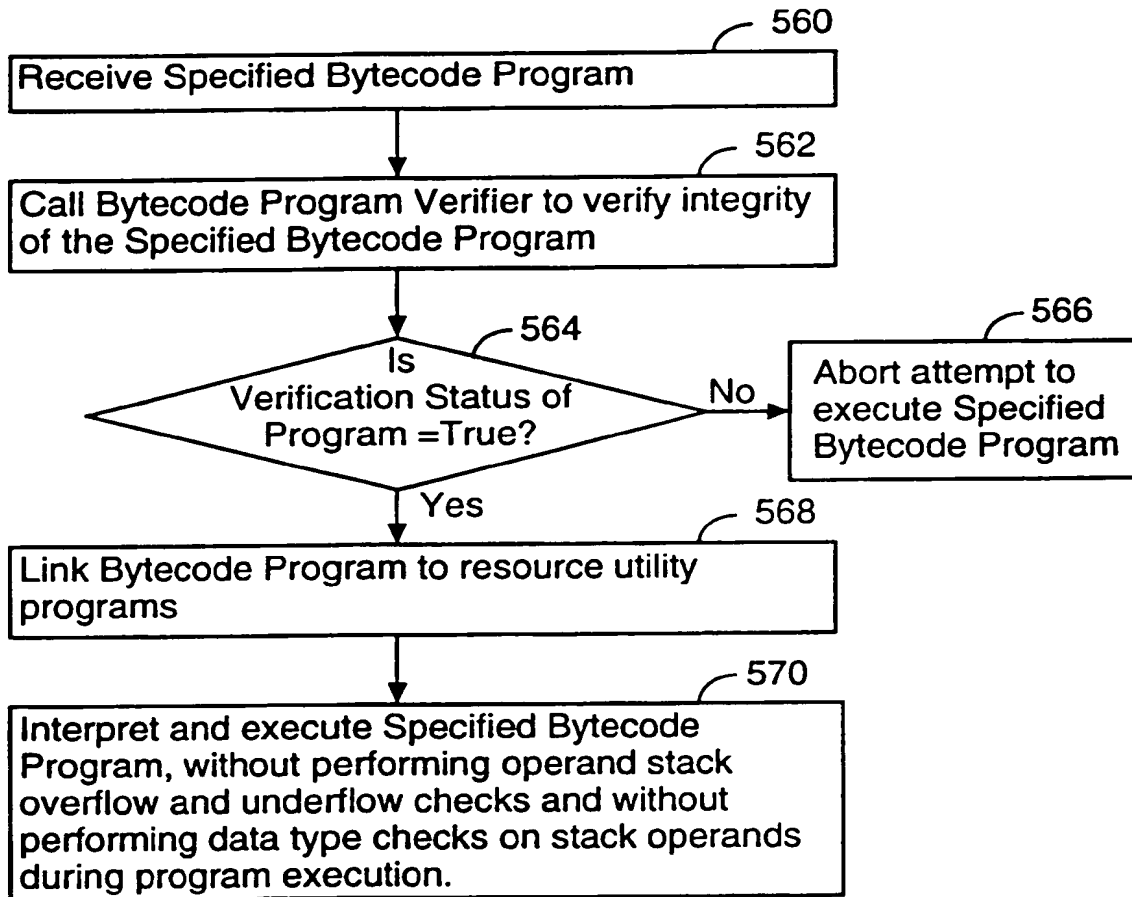 560
Receive Specified Bytecode Program
562
Call Bytecode Program Verifier to verify integrity
of the Specified Bytecode Program
564
Is
Verification Status of
Program =True?
No
566
Abort attempt to
execute Specified
Bytecode Program
Yes
568
Link Bytecode Program to resource utility
programs
570
Interpret and execute Specified Bytecode
Program, without performing operand stack
overflow and underflow checks and without
performing data type checks on stack operands
during program execution.